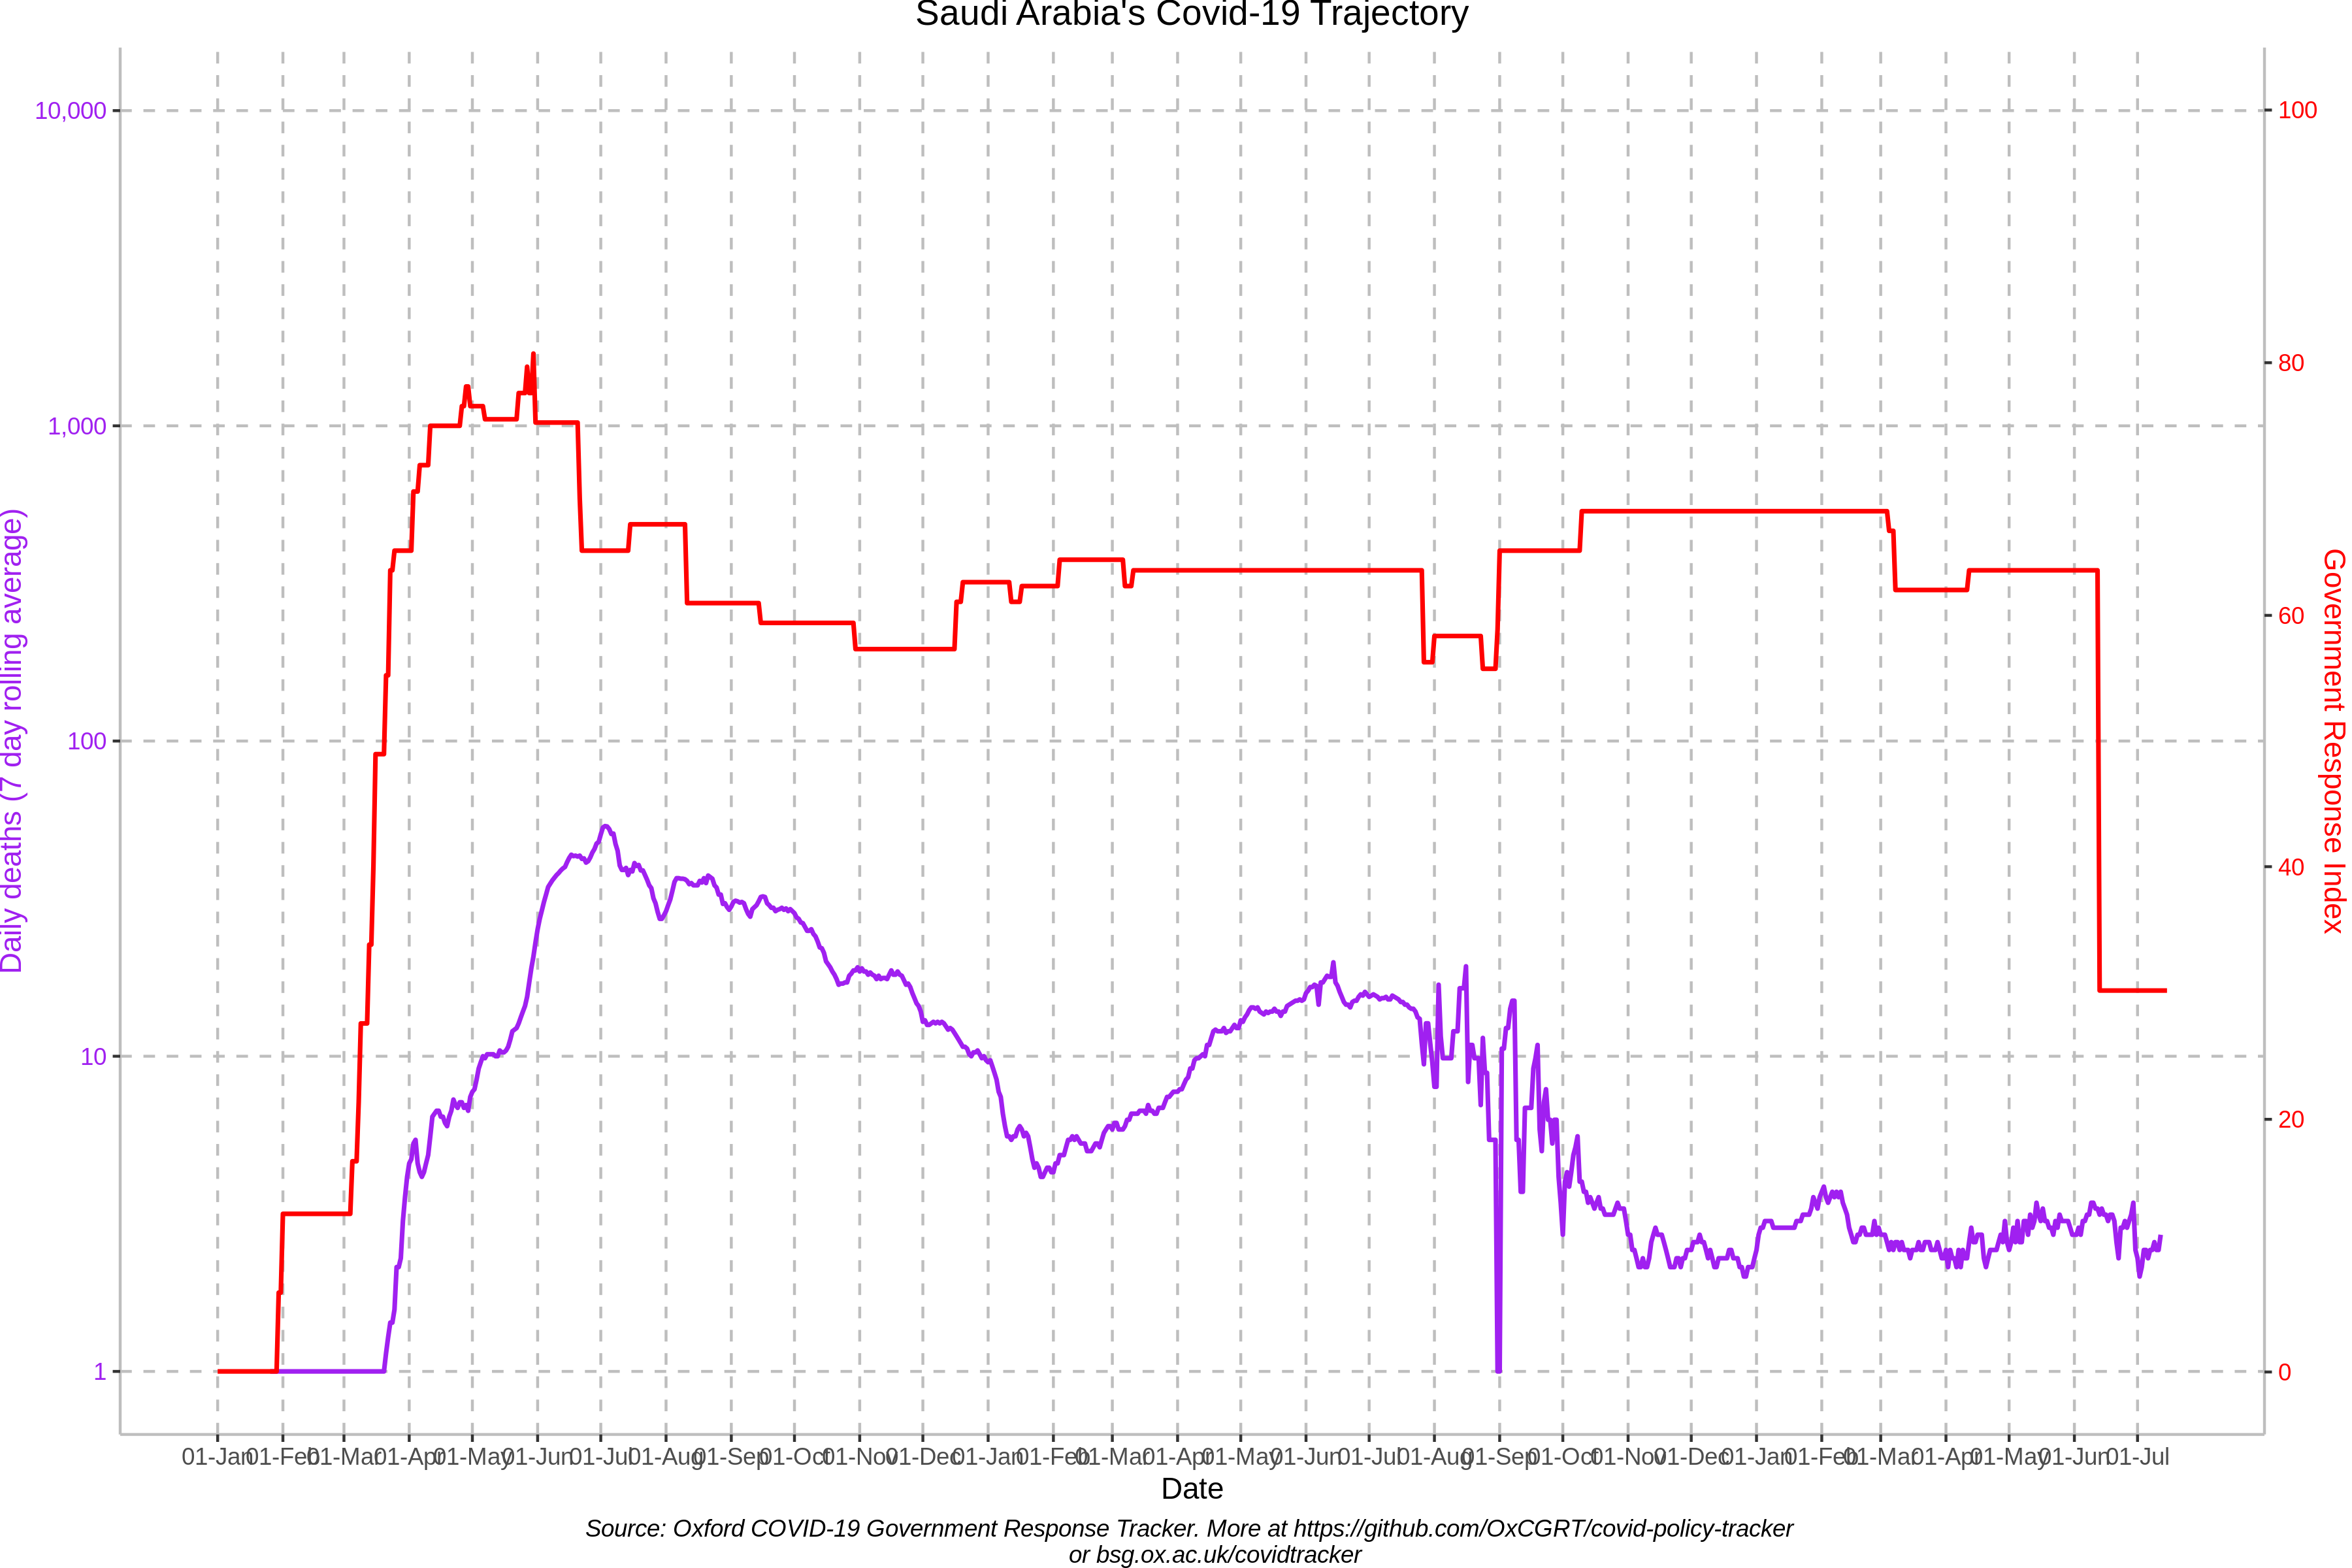 Saudi Arabia's Covid-19 Trajectory
10,000
1,000
100
10
1
Daily deaths (7 day rolling average)
100
80
60
40
20
0
Government Response Index
01-Jan 01-Feb 01-Mar 01-Apr 01-May 01-Jun 01-Jul 01-Aug 01-Sep 01-Oct 01-Nov 01-Dec 01-Jan 01-Feb 01-Mar 01-Apr 01-May 01-Jun 01-Jul 01-Aug 01-Sep 01-Oct 01-Nov 01-Dec 01-Jan 01-Feb 01-Mar 01-Apr 01-May 01-Jun 01-Jul
Date
Source: Oxford COVID-19 Government Response Tracker. More at https://github.com/OxCGRT/covid-policy-tracker
or bsg.ox.ac.uk/covidtracker